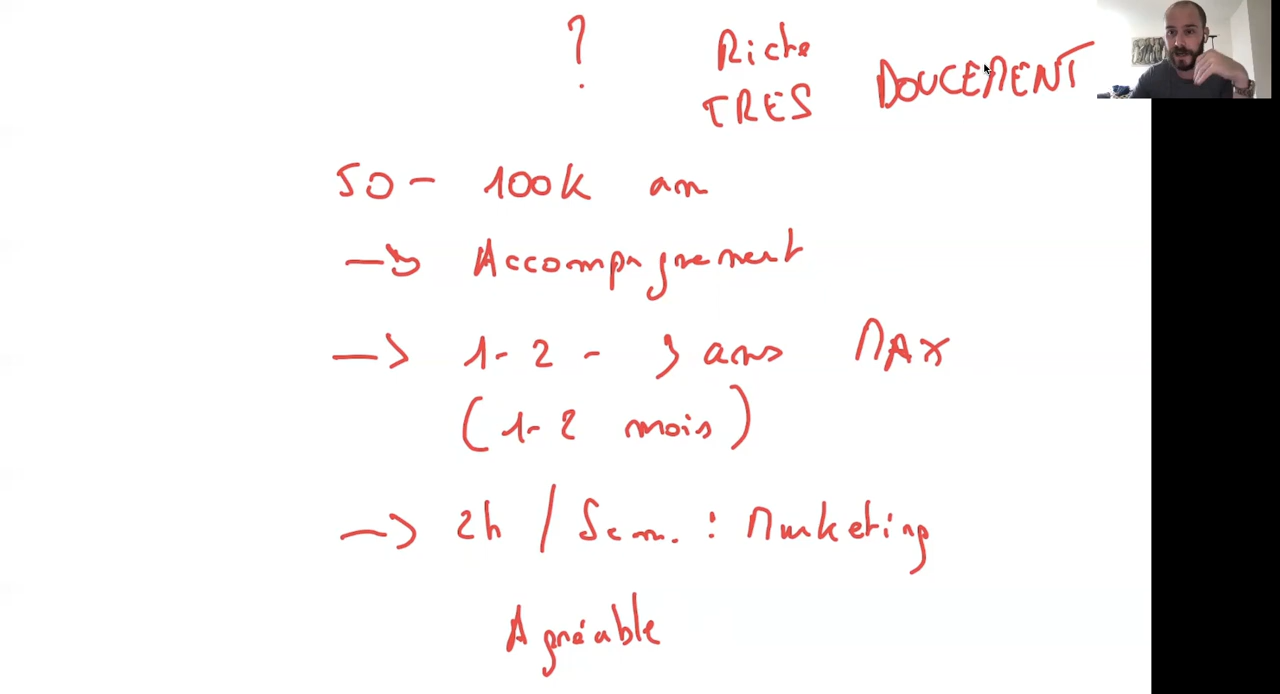 ?
Riche
TRES DOUCEMENT
50 - 100k an
-> Accompagnement
-> 1 - 2 - 3 ans MAX
(1 - 2 mois)
-> 2h / Sem. : Marketing
Agréable